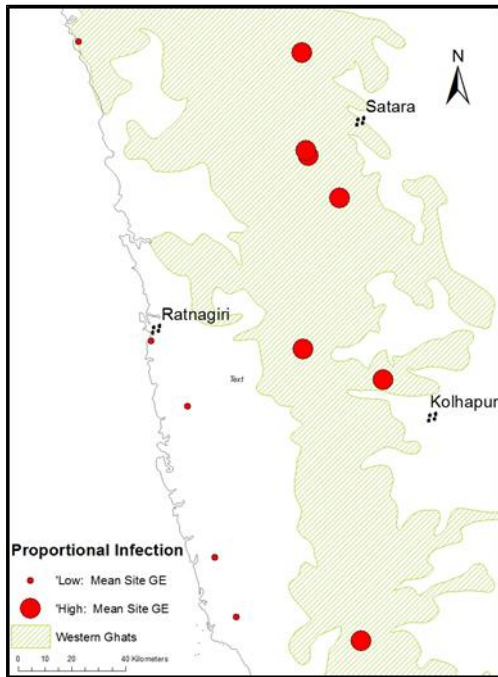 N
Satara
Ratnagiri
Text
Kolhapur
Proportional Infection
'Low: Mean Site GE
'High: Mean Site GE
Western Ghats
0 10 20 40 Kilometers